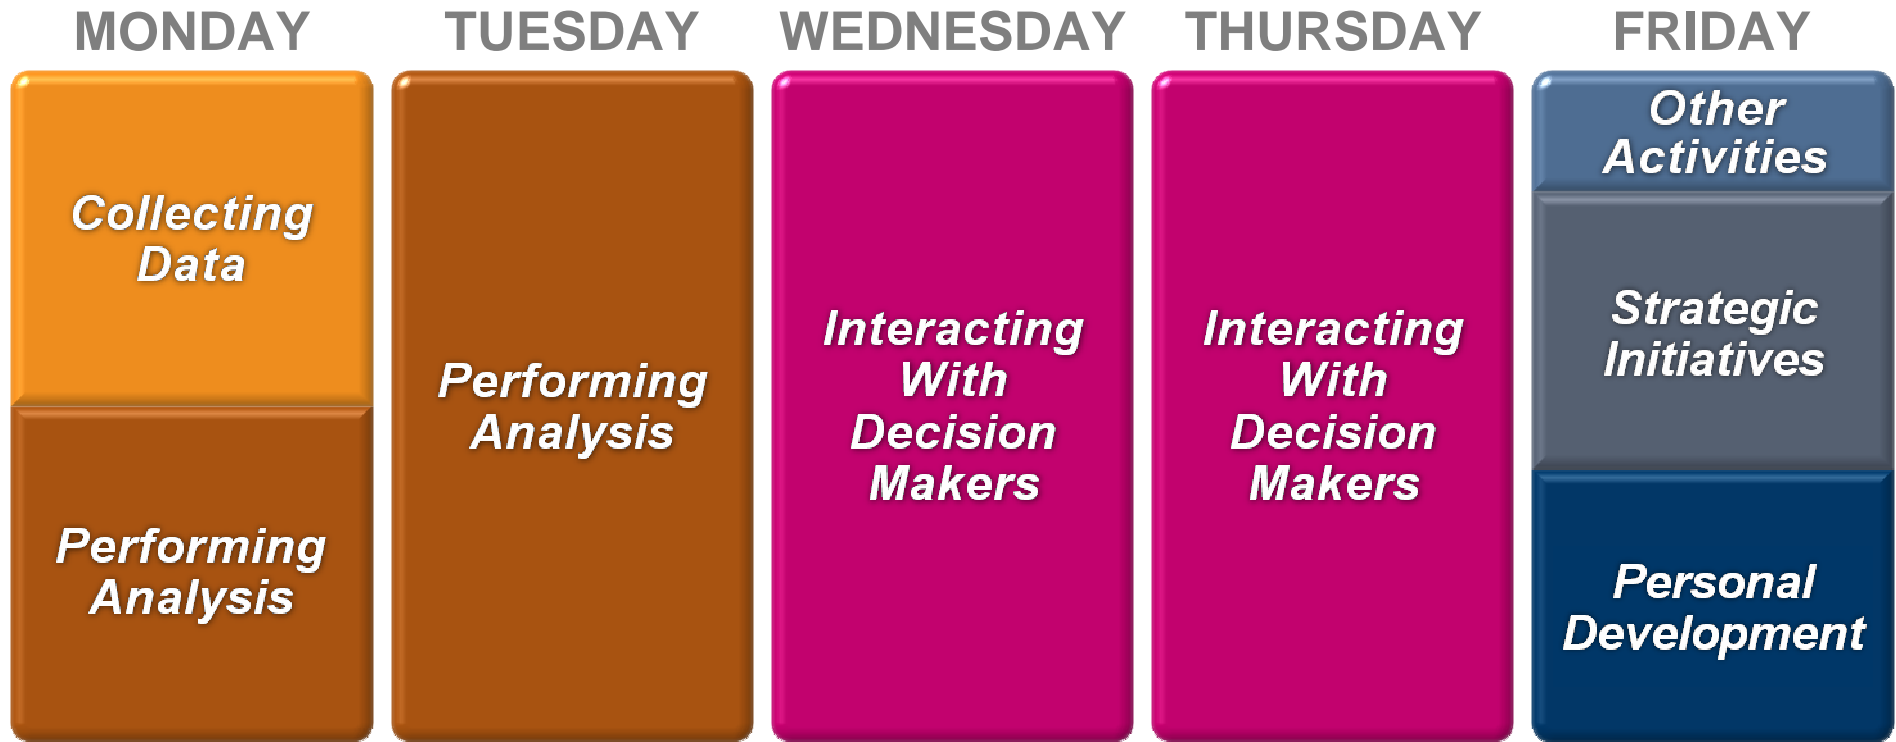 MONDAY
TUESDAY
WEDNESDAY
THURSDAY
FRIDAY
Collecting
Data
Performing
Analysis
Performing
Analysis
Interacting
With
Decision
Makers
Interacting
With
Decision
Makers
Other
Activities
Strategic
Initiatives
Personal
Development